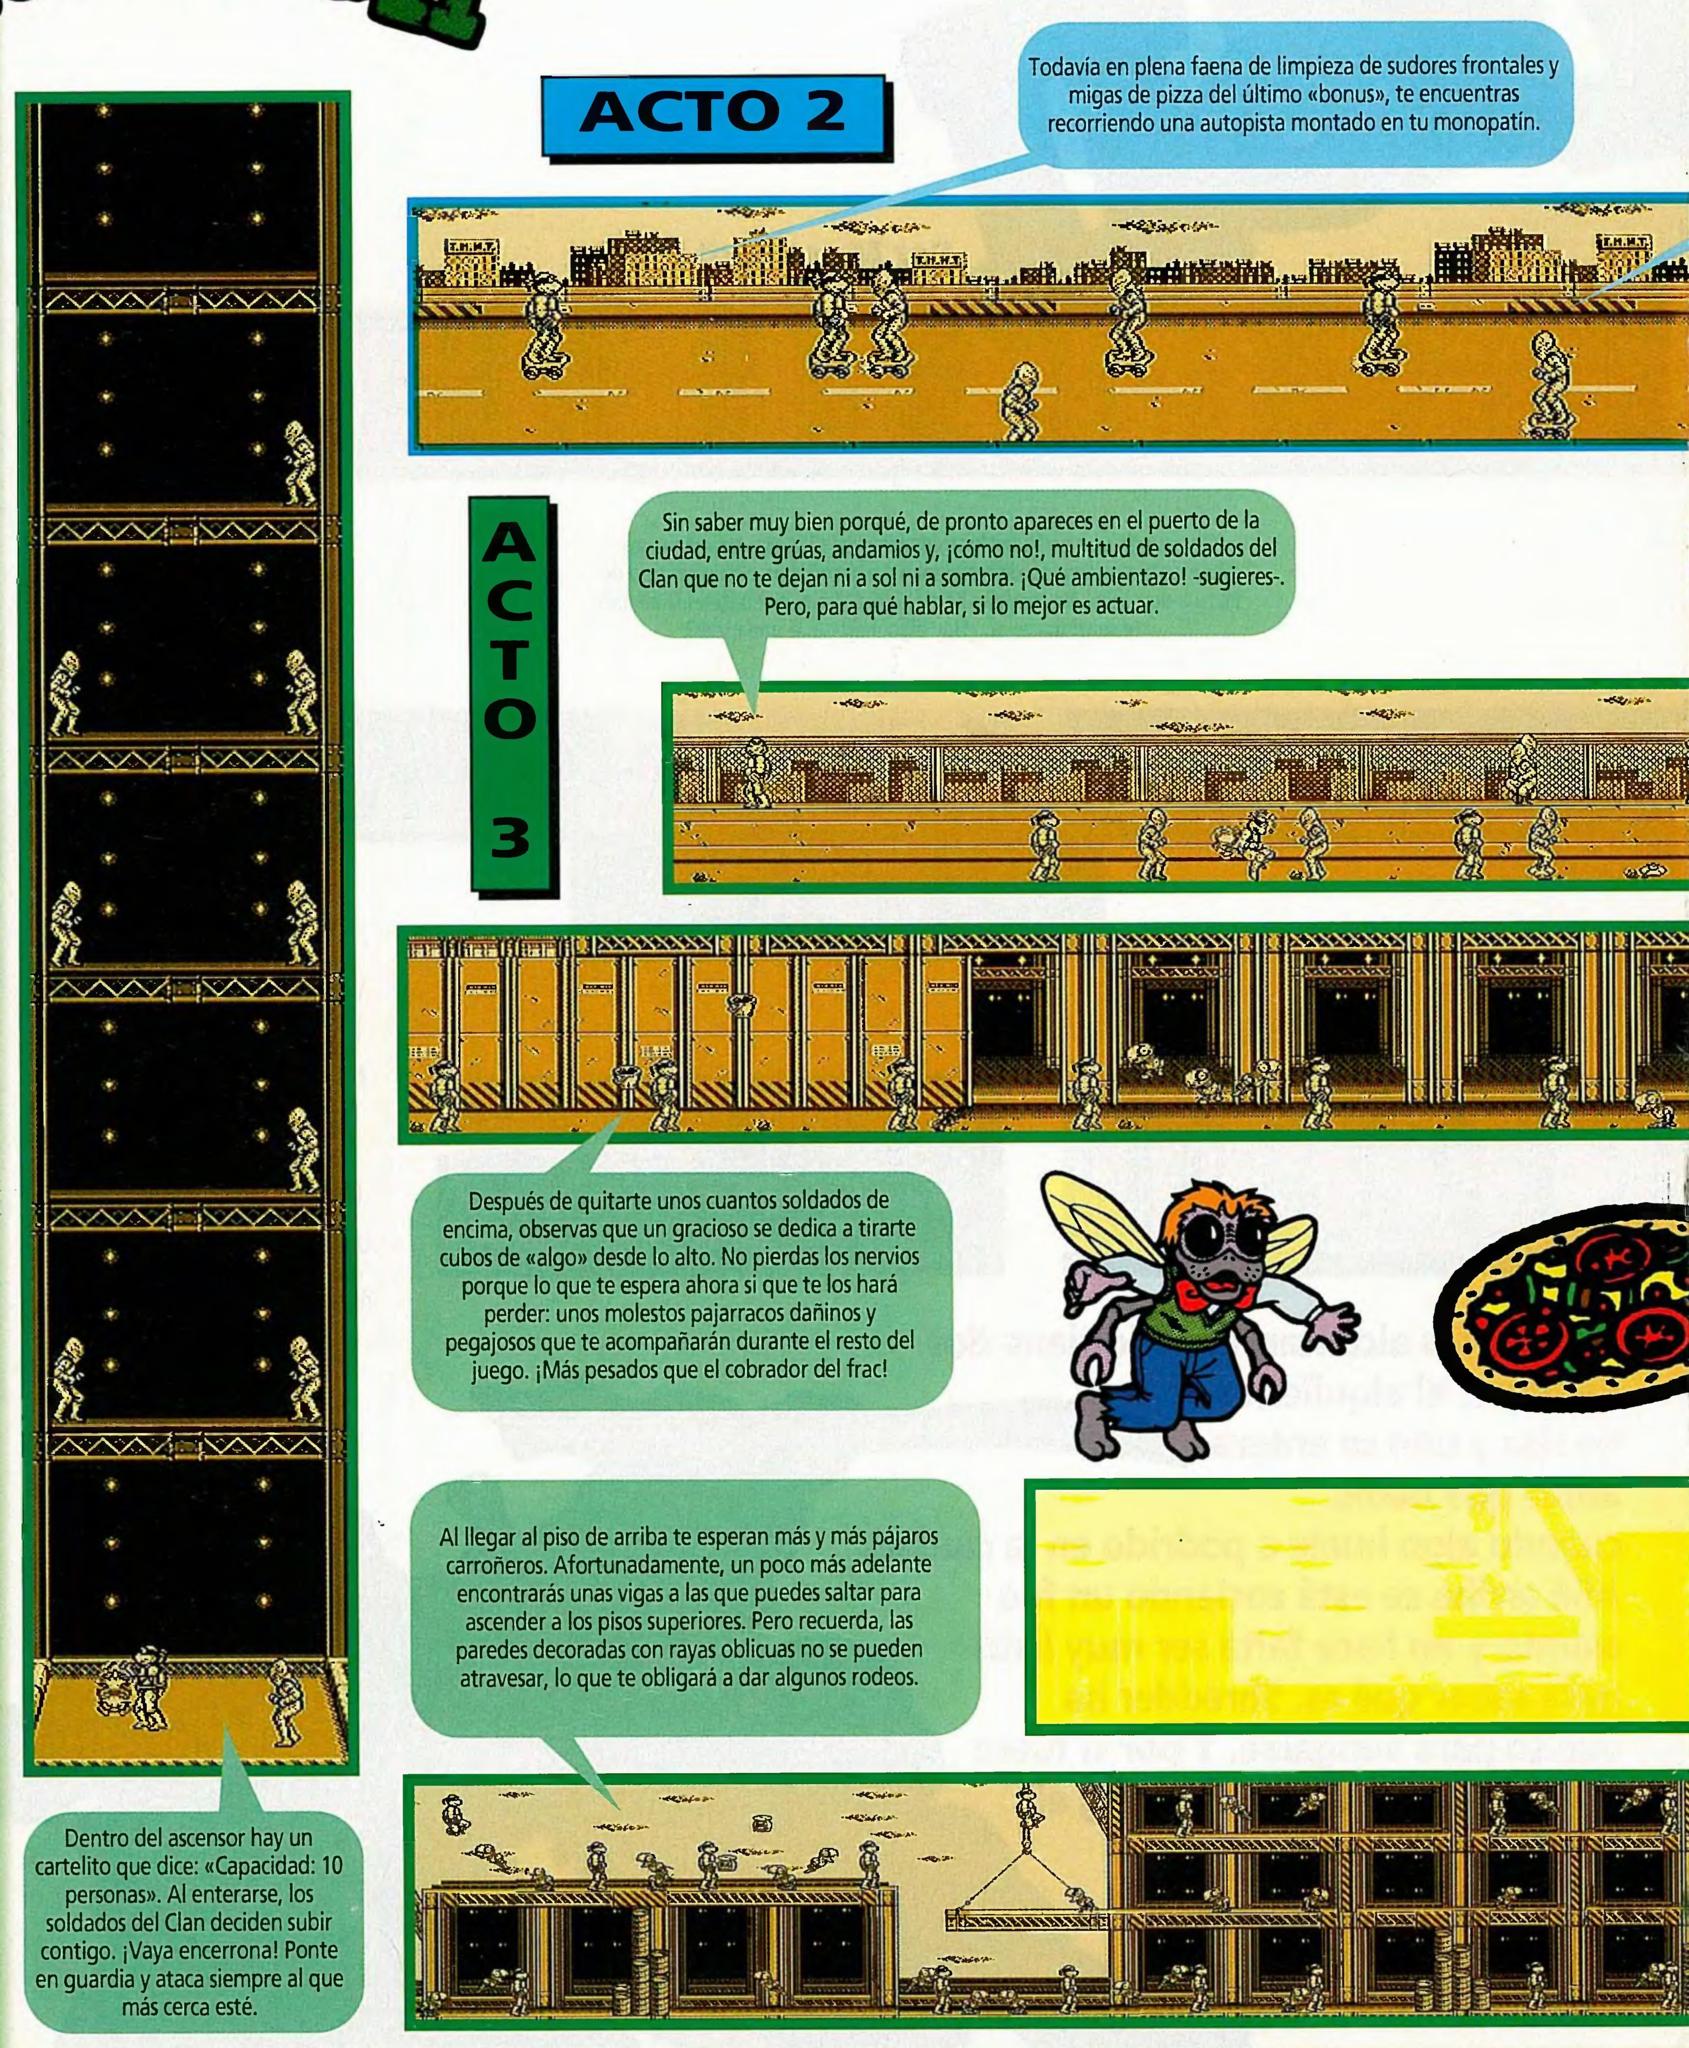 ACTO 2
Todavía en plena faena de limpieza de sudores frontales y
migas de pizza del último «bonus», te encuentras
recorriendo una autopista montado en tu monopatín.
T.M.N.T.
T.M.N.T.
T.M.N.T.
ACTO 3
Sin saber muy bien porqué, de pronto apareces en el puerto de la
ciudad, entre grúas, andamios y, ¡cómo no!, multitud de soldados del
Clan que no te dejan ni a sol ni a sombra. ¡Qué ambientazo! -sugieres-.
Pero, para qué hablar, si lo mejor es actuar.
Después de quitarte unos cuantos soldados de
encima, observas que un gracioso se dedica a tirarte
cubos de «algo» desde lo alto. No pierdas los nervios
porque lo que te espera ahora si que te los hará
perder: unos molestos pajarracos dañinos y
pegajosos que te acompañarán durante el resto del
juego. ¡Más pesados que el cobrador del frac!
Al llegar al piso de arriba te esperan más y más pájaros
carroñeros. Afortunadamente, un poco más adelante
encontrarás unas vigas a las que puedes saltar para
ascender a los pisos superiores. Pero recuerda, las
paredes decoradas con rayas oblicuas no se pueden
atravesar, lo que te obligará a dar algunos rodeos.
Dentro del ascensor hay un
cartelito que dice: «Capacidad: 10
personas». Al enterarse, los
soldados del Clan deciden subir
contigo. ¡Vaya encerrona! Ponte
en guardia y ataca siempre al que
más cerca esté.